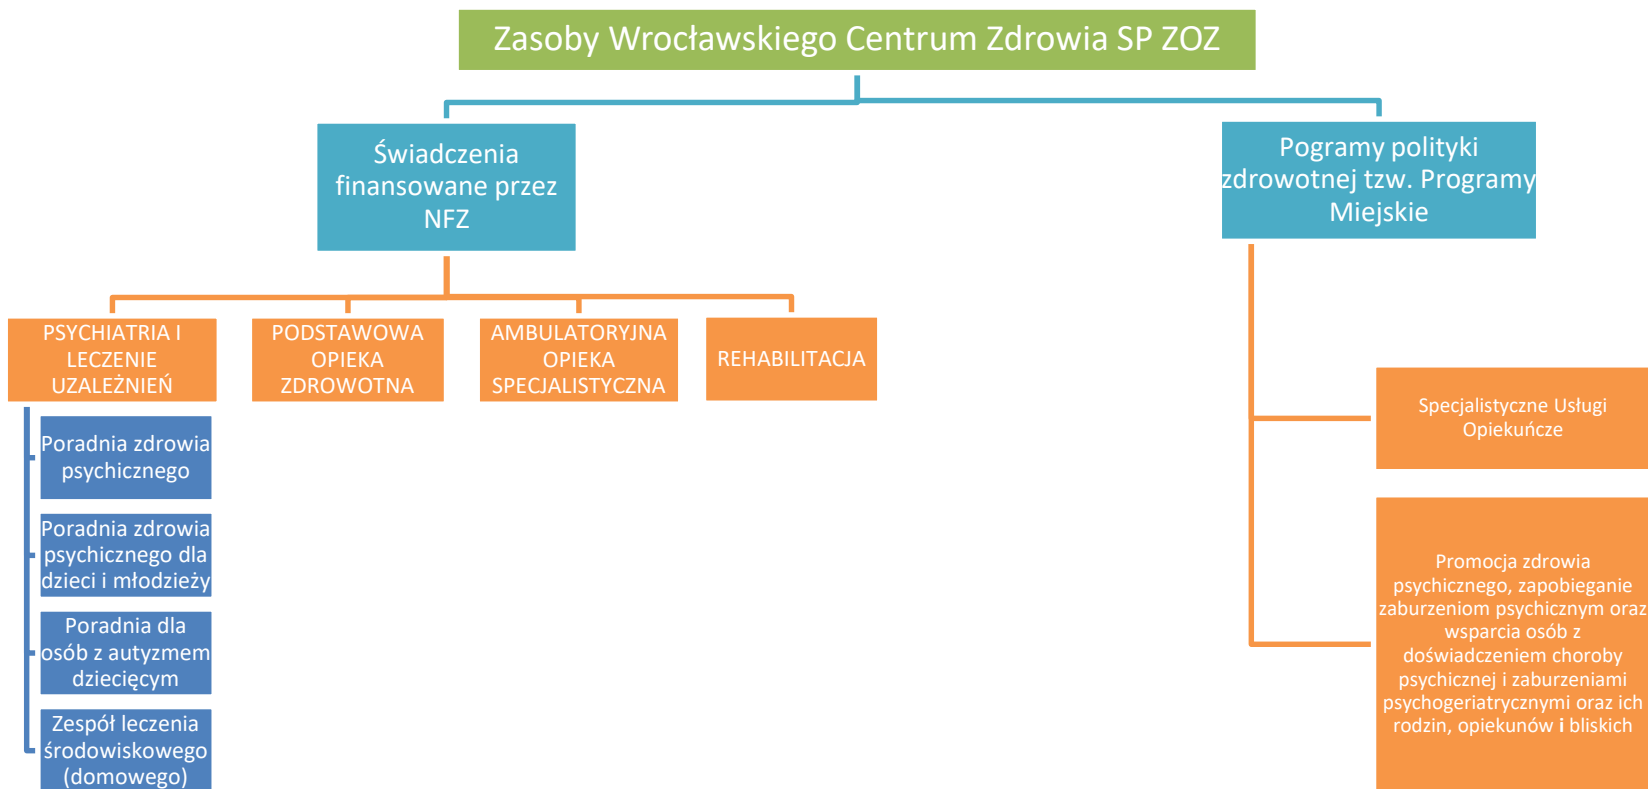 Zasoby Wrocławskiego Centrum Zdrowia SP ZOZ
Świadczenia
finansowane przez
NFZ
Pogramy polityki
zdrowotnej tzw. Programy
Miejskie
PSYCHIATRIA I
LECZENIE
UZALEŻNIEŃ
PODSTAWOWA
OPIEKA
ZDROWOTNA
AMBULATORYJNA
OPIEKA
SPECJALISTYCZNA
REHABILITACJA
Poradnia zdrowia
psychicznego
Poradnia zdrowia
psychicznego dla
dzieci i młodzieży
Poradnia dla
osób z autyzmem
dziecięcym
Zespół leczenia
środowiskowego
(domowego)
Specjalistyczne Usługi
Opiekuńcze
Promocja zdrowia
psychicznego, zapobieganie
zaburzeniom psychicznym oraz
wsparcia osób z
doświadczeniem choroby
psychicznej i zaburzeniami
psychogeriatrycznymi oraz ich
rodzin, opiekunów i bliskich